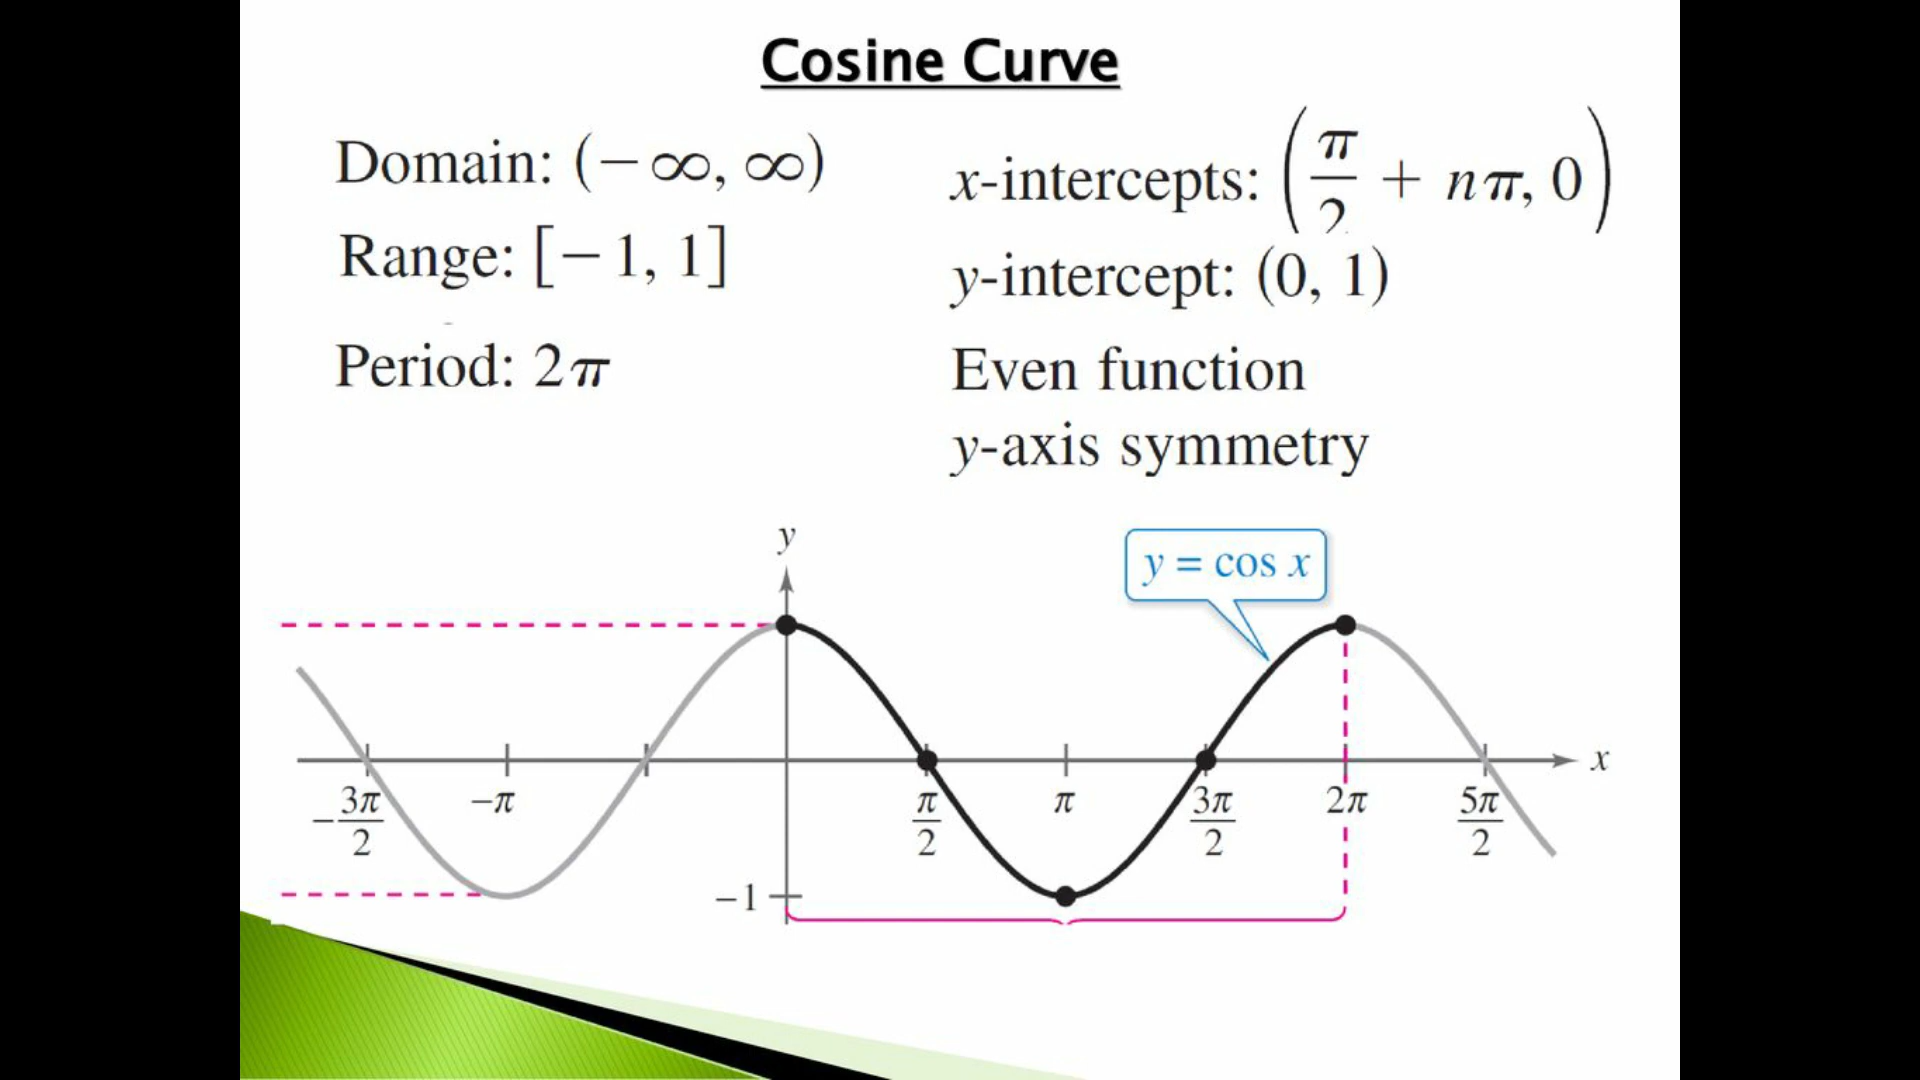 Cosine Curve
Domain: (−∞, ∞)
Range: [−1, 1]
Period: 2π
x-intercepts: (π/2 + nπ, 0)
y-intercept: (0, 1)
Even function
y-axis symmetry
y
y = cos x
x
−3π/2 −π π/2 π 3π/2 2π 5π/2
−1